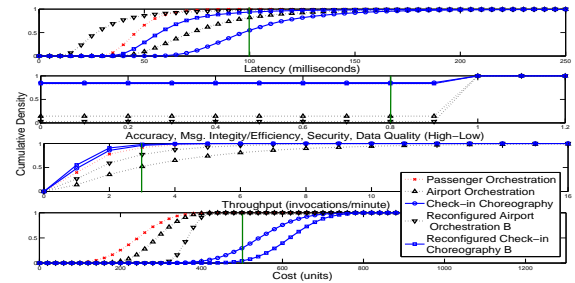 1
0.5
0
0 50 100 150 200 250
Latency (milliseconds)
1
0.5
0
0 0.2 0.4 0.6 0.8 1 1.2
Accuracy, Msg. Integrity/Efficiency, Security, Data Quality (High−Low)
Cumulative Density
1
0.5
0
0 2 4 6 8 10 16
Throughput (invocations/minute)
1
0.5
0
0 200 400 600 800 1000 1200
Cost (units)
Passenger Orchestration
Airport Orchestration
Check−in Choreography
Reconfigured Airport
Orchestration B
Reconfigured Check−in
Choreography B